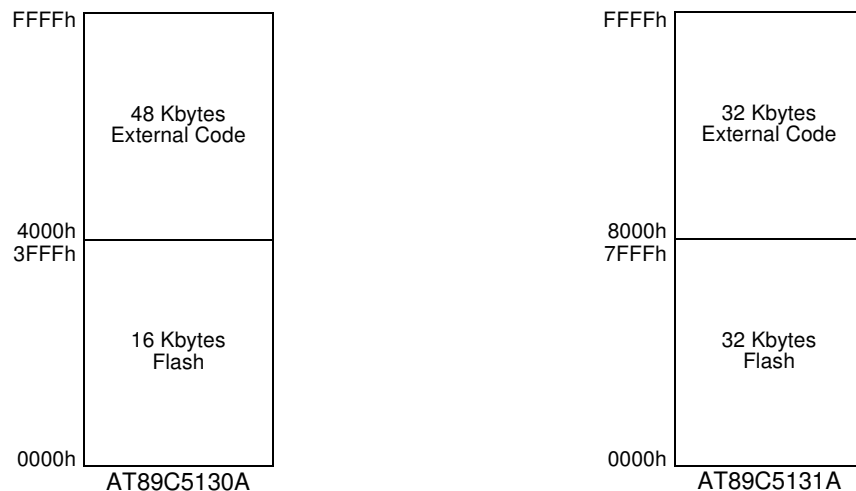 FFFFh
48 Kbytes
External Code
4000h
3FFFh
16 Kbytes
Flash
0000h
AT89C5130A
FFFFh
32 Kbytes
External Code
8000h
7FFFh
32 Kbytes
Flash
0000h
AT89C5131A